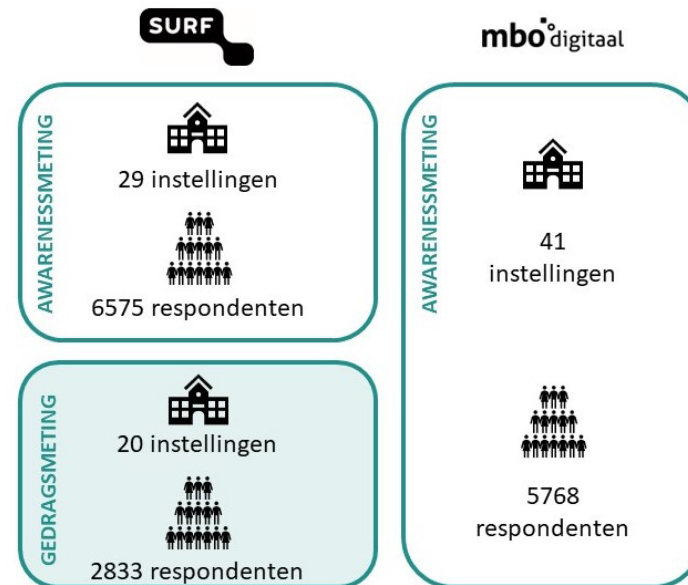 SURF
mbo digitaal
AWARENESSMETING
29 instellingen
6575 respondenten
GEDRAGSMETING
20 instellingen
2833 respondenten
AWARENESSMETING
41
instellingen
5768
respondenten